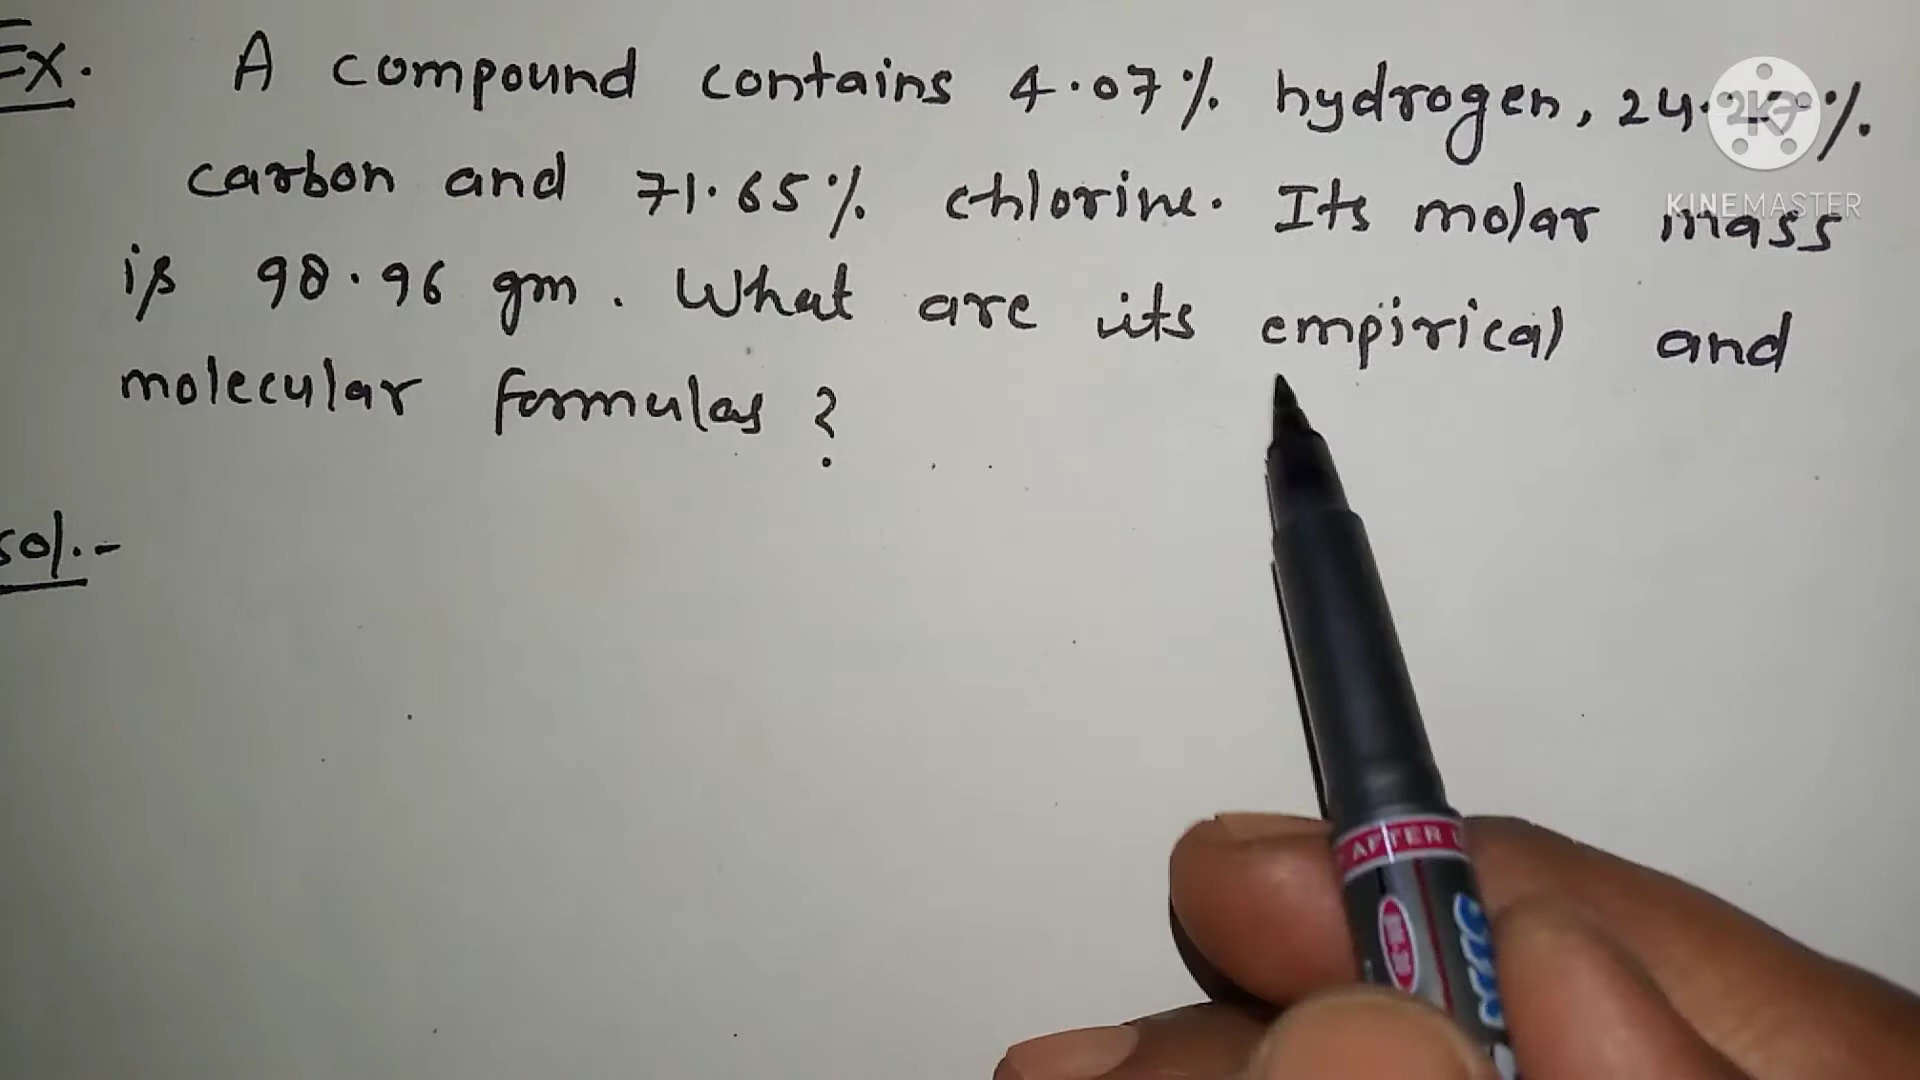 Ex. A compound contains 4.07% hydrogen,
carbon and 71.65% chlorine. Its molar mass
is 98.96 gm. What are its empirical and
molecular formulas ?
Sol.-
KINEMASTER
AFTER